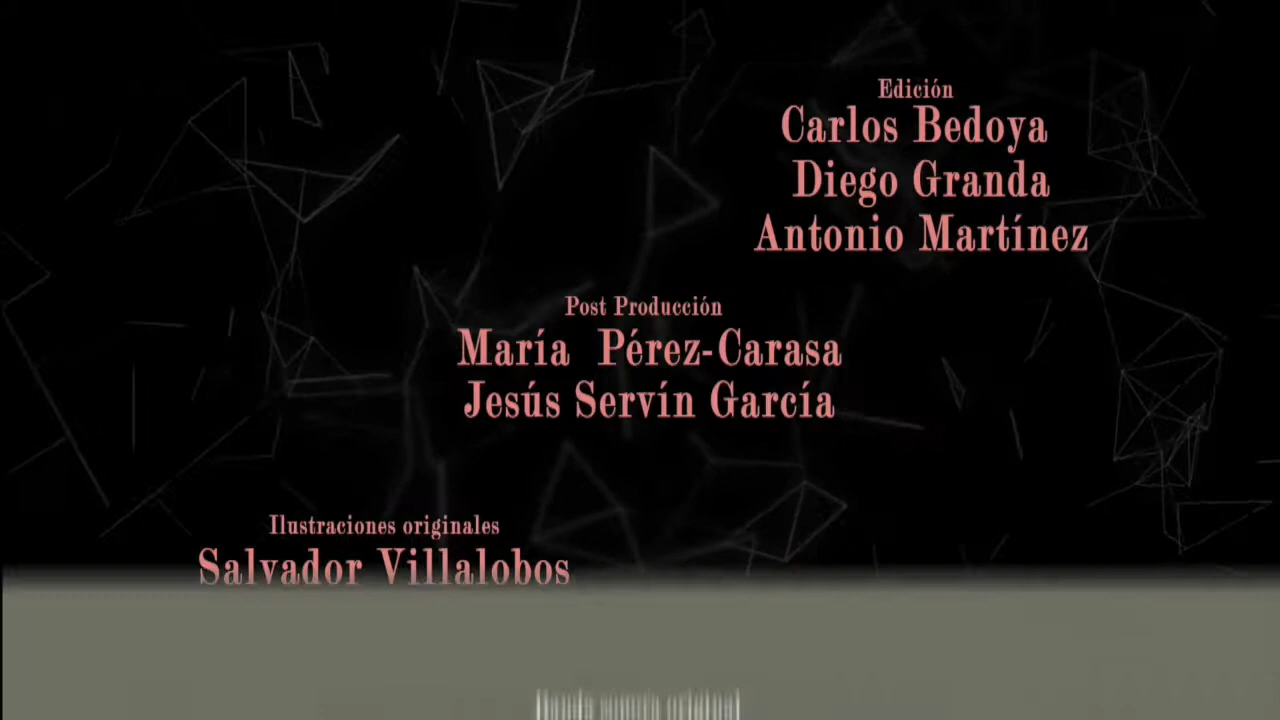 Edición
Carlos Bedoya
Diego Granda
Antonio Martínez
Post Producción
María Pérez-Carasa
Jesús Servín García
Ilustraciones originales
Salvador Villalobos